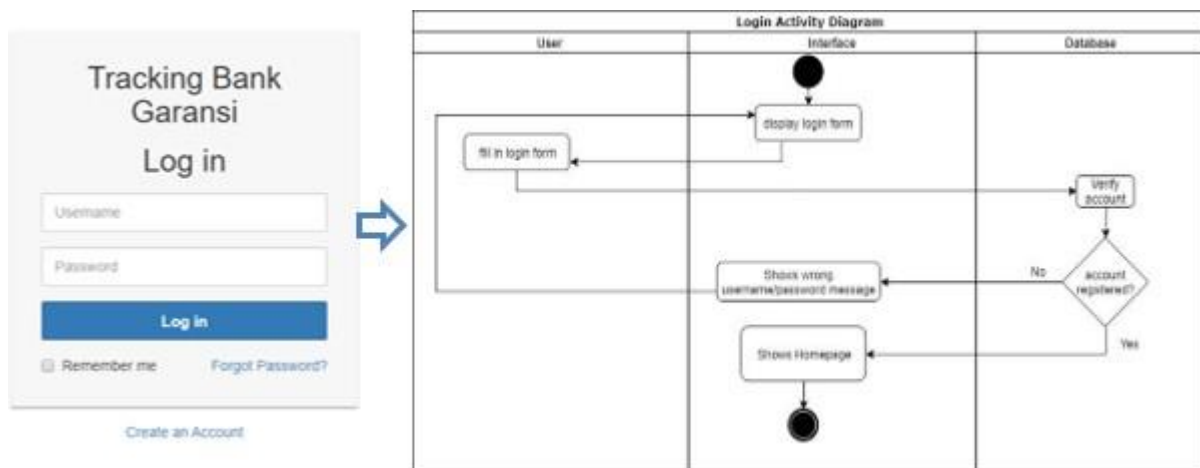 Tracking Bank
Garansi
Log in
Username
Password
Log in
Remember me
Forgot Password?
Create an Account
Login Activity Diagram
User
Interface
Database
display login form
fill in login form
Verify
account
account
registered?
No
Shows wrong
username/password message
Yes
Shows Homepage